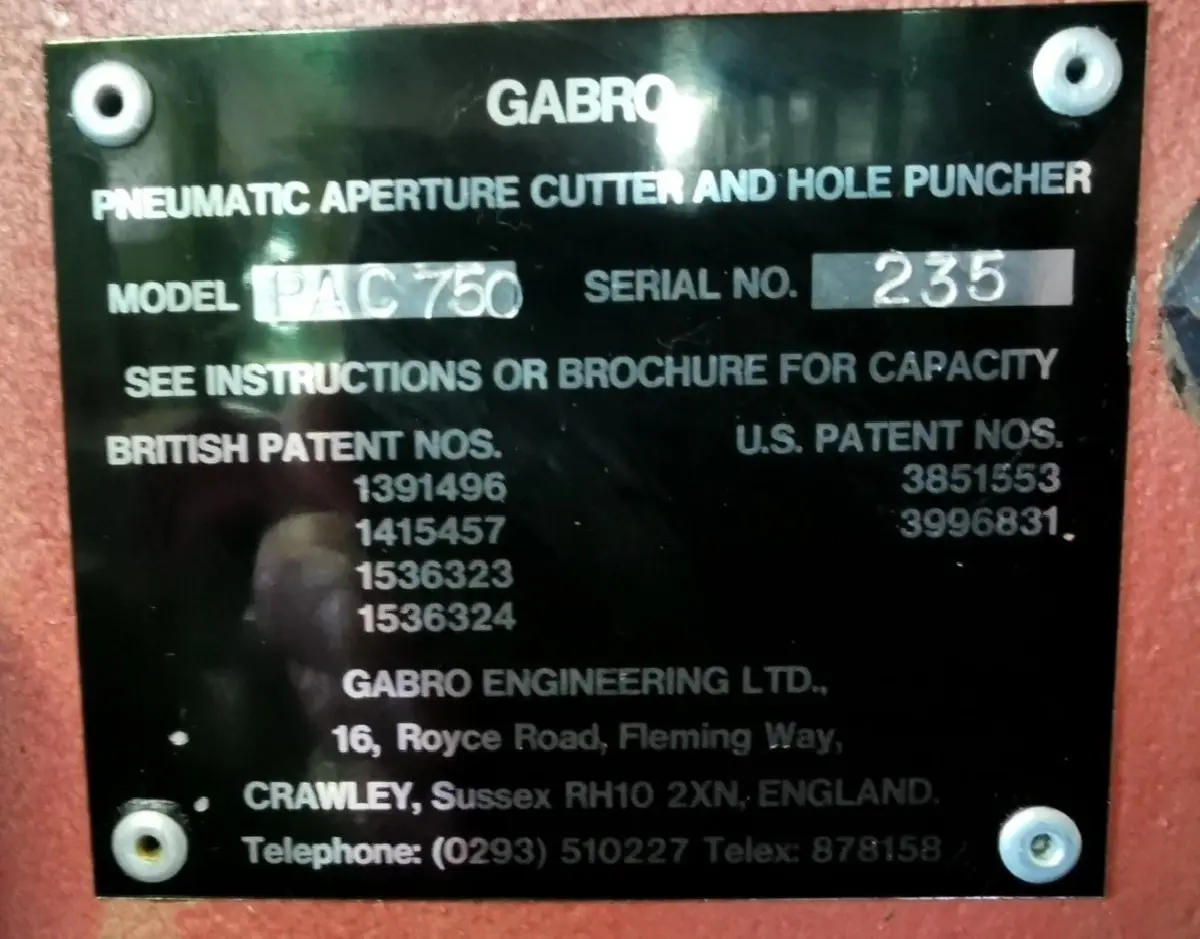 GABRO
PNEUMATIC APERTURE CUTTER AND HOLE PUNCHER
MODEL PAC 750 SERIAL NO. 235
SEE INSTRUCTIONS OR BROCHURE FOR CAPACITY
BRITISH PATENT NOS. U.S. PATENT NOS.
1391496 3851553
1415457 3996831
1536323
1536324
GABRO ENGINEERING LTD.,
16, Royce Road, Fleming Way,
CRAWLEY, Sussex RH10 2XN, ENGLAND.
Telephone: (0293) 510227 Telex: 878158